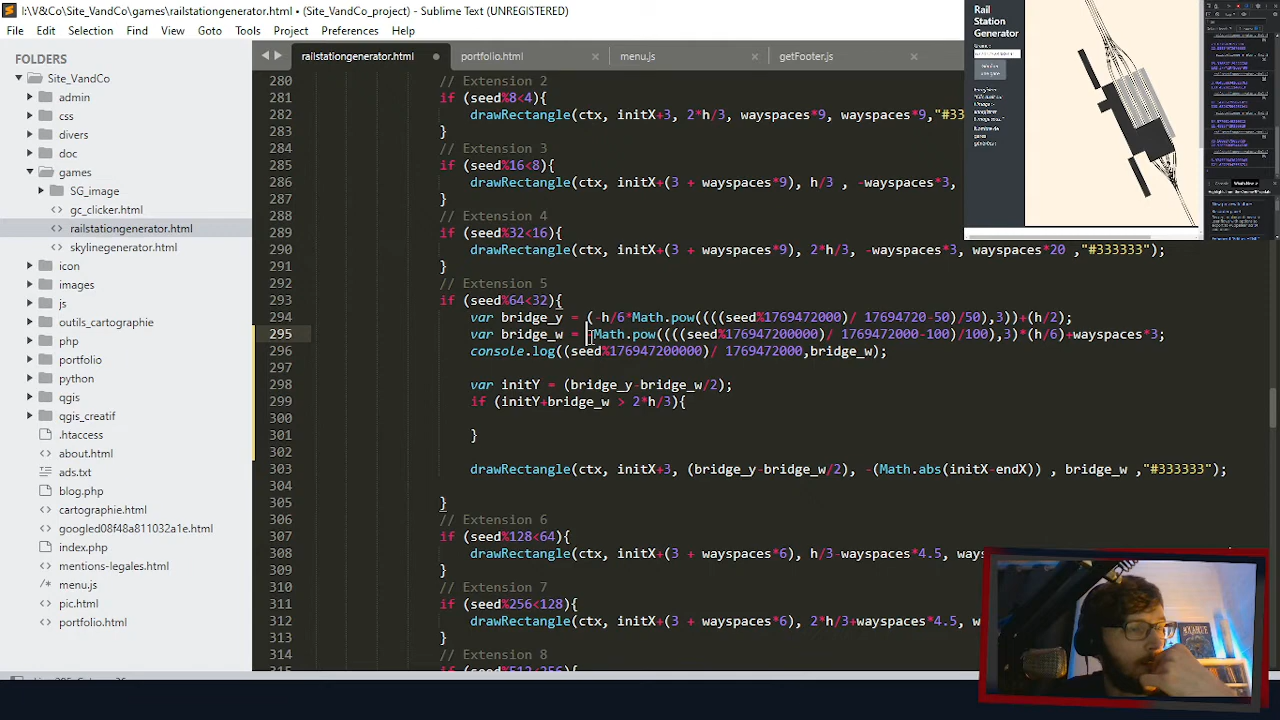 I:\V&Co\Site_VandCo\games\railstationgenerator.html • (Site_VandCo_project) - Sublime Text (UNREGISTERED)
File Edit Selection Find View Goto Tools Project Preferences Help
FOLDERS
Site_VandCo
admin
css
divers
doc
games
SG_image
gc_clicker.html
railstationgenerator.html
skylinegenerator.html
icon
images
js
outils_cartographie
php
portfolio
python
qgis
qgis_creatif
.htaccess
about.html
ads.txt
blog.php
cartographie.html
googled08f48a811032a1e.html
index.php
mentions-legales.html
menu.js
pic.html
portfolio.html
railstationgenerator.html
portfolio.html
menu.js
getFooter.js
280 // Extension 2
281 if (seed%8<4){
282 drawRectangle(ctx, initX+3, 2*h/3, wayspaces*9, wayspaces*9,"#33
283 }
284 // Extension 3
285 if (seed%16<8){
286 drawRectangle(ctx, initX+(3 + wayspaces*9), h/3 , -wayspaces*3,
287 }
288 // Extension 4
289 if (seed%32<16){
290 drawRectangle(ctx, initX+(3 + wayspaces*9), 2*h/3, -wayspaces*3, wayspaces*20 ,"#333333");
291 }
292 // Extension 5
293 if (seed%64<32){
294 var bridge_y = (-h/6*Math.pow((((seed%1769472000)/ 17694720-50)/50),3))+(h/2);
295 var bridge_w = Math.pow((((seed%176947200000)/ 1769472000-100)/100),3)*(h/6)+wayspaces*3;
296 console.log((seed%176947200000)/ 1769472000,bridge_w);
297
298 var initY = (bridge_y-bridge_w/2);
299 if (initY+bridge_w > 2*h/3){
300
301 }
302
303 drawRectangle(ctx, initX+3, (bridge_y-bridge_w/2), -(Math.abs(initX-endX)) , bridge_w ,"#333333");
304
305 }
306 // Extension 6
307 if (seed%128<64){
308 drawRectangle(ctx, initX+(3 + wayspaces*6), h/3-wayspaces*4.5,
309 }
310 // Extension 7
311 if (seed%256<128){
312 drawRectangle(ctx, initX+(3 + wayspaces*6), 2*h/3+wayspaces*4.5,
313 }
314 // Extension 8
315 if (seed%512<256){
Rail
Station
Generator